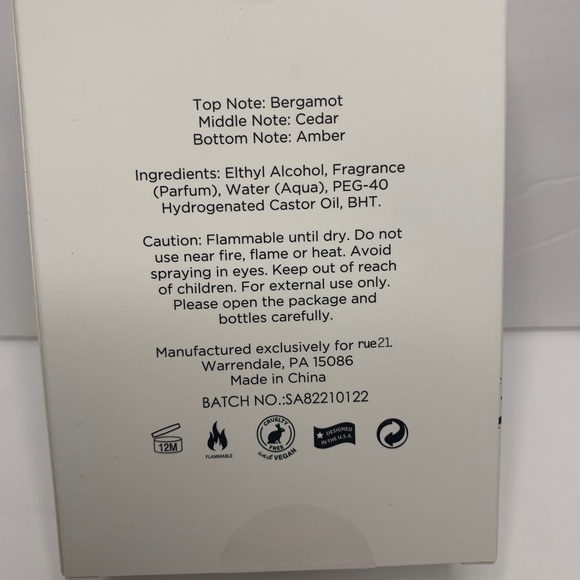 Top Note: Bergamot
Middle Note: Cedar
Bottom Note: Amber
Ingredients: Elthyl Alcohol, Fragrance
(Parfum), Water (Aqua), PEG-40
Hydrogenated Castor Oil, BHT.
Caution: Flammable until dry. Do not
use near fire, flame or heat. Avoid
spraying in eyes. Keep out of reach
of children. For external use only.
Please open the package and
bottles carefully.
Manufactured exclusively for rue21
Warrendale, PA 15086
Made in China
BATCH NO.:SA82210122
12M
FLAMMABLE
CRUELTY
FREE
and VEGAN
DESIGNED
IN THE U.S.A.